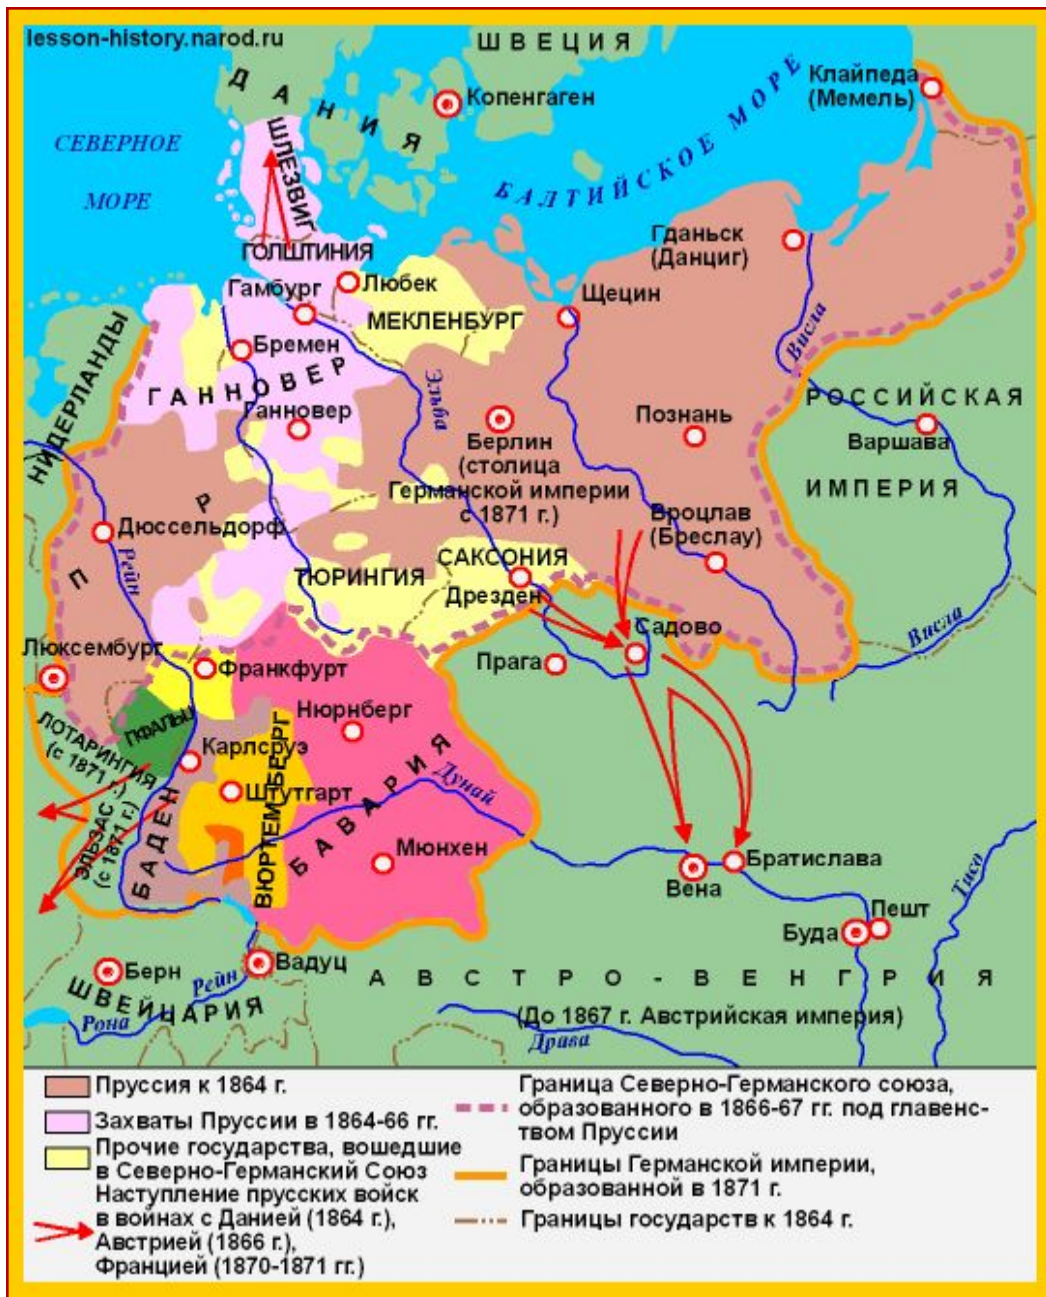 lesson-history.narod.ru
ШВЕЦИЯ
ДАНИЯ
Копенгаген
Клайпеда
(Мемель)
СЕВЕРНОЕ
МОРЕ
БАЛТИЙСКОЕ МОРЕ
ШЛЕЗВИГ
ГОЛШТИНИЯ
Гданьск
(Данциг)
Гамбург
Любек
Щецин
МЕКЛЕНБУРГ
Висла
НИДЕРЛАНДЫ
Бремен
ГАННОВЕР
Ганновер
Эльба
Берлин
(столица
Германской империи
с 1871 г.)
Познань
РОССИЙСКАЯ
Варшава
ИМПЕРИЯ
Дюссельдорф
П Р
Рейн
Вроцлав
(Бреслау)
САКСОНИЯ
ТЮРИНГИЯ
Дрезден
Садово
Висла
Люксембург
Франкфурт
Прага
ПФАЛЬЦ
Нюрнберг
ЛОТАРИНГИЯ
(с 1871 г.)
Карлсруэ
ЭЛЬЗАС
(с 1871 г.)
БАДЕН
Штутгарт
ВЮРТЕМБЕРГ
БАВАРИЯ
Дунай
Мюнхен
Вена
Братислава
Тисо
Буда
Пешт
Берн
Вадуц
Рейн
ШВЕЙЦАРИЯ
Рона
АВСТРО-ВЕНГРИЯ
(До 1867 г. Австрийская империя)
Драва
Пруссия к 1864 г.
Захваты Пруссии в 1864-66 гг.
Прочие государства, вошедшие
в Северно-Германский Союз
Наступление прусских войск
в войнах с Данией (1864 г.),
Австрией (1866 г.),
Францией (1870-1871 гг.)
Граница Северно-Германского союза,
образованного в 1866-67 гг. под главенс-
твом Пруссии
Границы Германской империи,
образованной в 1871 г.
Границы государств к 1864 г.